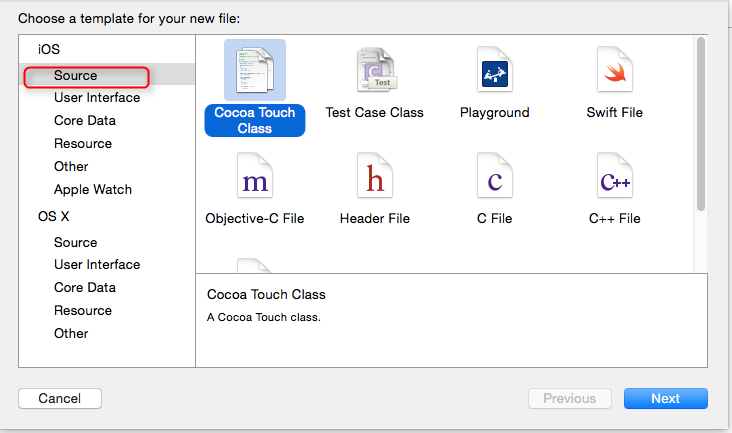 Choose a template for your new file:
iOS
Source
User Interface
Core Data
Resource
Other
Apple Watch
OS X
Source
User Interface
Core Data
Resource
Other
Cocoa Touch
Class
Test
Test Case Class
Playground
Swift File
m
h
c
C++
Objective-C File
Header File
C File
C++ File
Cocoa Touch Class
A Cocoa Touch class.
Cancel
Previous
Next